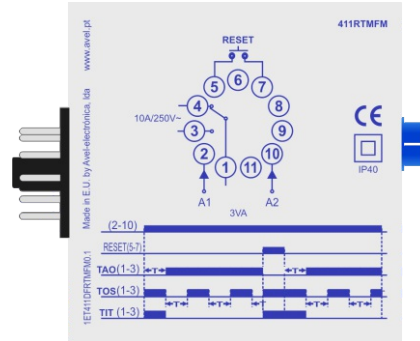 411RTMFM
www.avel.pt
Made in E.U. by Avel-electrónica, lda
1ET411DFRTMFM0.1
RESET
5 6 7
4 8
10A/250V~
3 9
2 10
1 11
CE
IP40
A1 A2
3VA
(2-10)
RESET(5-7)
TAO(1-3)
T T
TOS(1-3)
T T T T T
TIT (1-3)